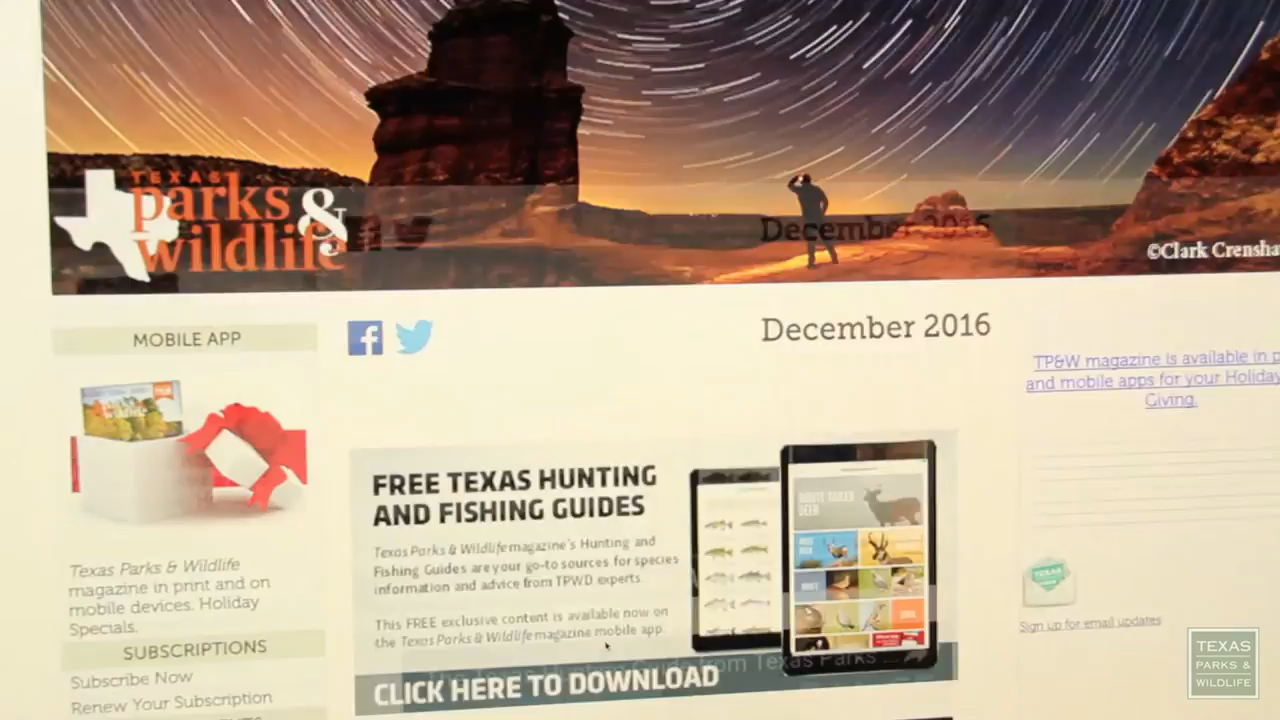 TEXAS
parks &
wildlife
December 2015
©Clark Crensha
MOBILE APP
December 2016
TP&W magazine is available in p
and mobile apps for your Holiday
Giving.
FREE TEXAS HUNTING
AND FISHING GUIDES
Texas Parks & Wildlife magazine's Hunting and
Fishing Guides are your go-to sources for species
information and advice from TPWD experts.
This FREE exclusive content is available now on
the Texas Parks & Wildlife magazine mobile app.
CLICK HERE TO DOWNLOAD
Texas Parks & Wildlife
magazine in print and on
mobile devices. Holiday
Specials.
SUBSCRIPTIONS
Subscribe Now
Renew Your Subscription
Sign up for email updates
TEXAS
PARKS &
WILDLIFE